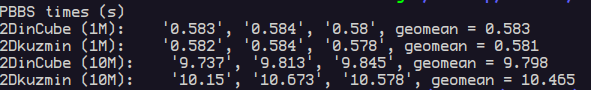 PBBS times (s)
2DinCube (1M): '0.583', '0.584', '0.58', geomean = 0.583
2Dkuzmin (1M): '0.582', '0.584', '0.578', geomean = 0.581
2DinCube (10M): '9.737', '9.813', '9.845', geomean = 9.798
2Dkuzmin (10M): '10.15', '10.673', '10.578', geomean = 10.465